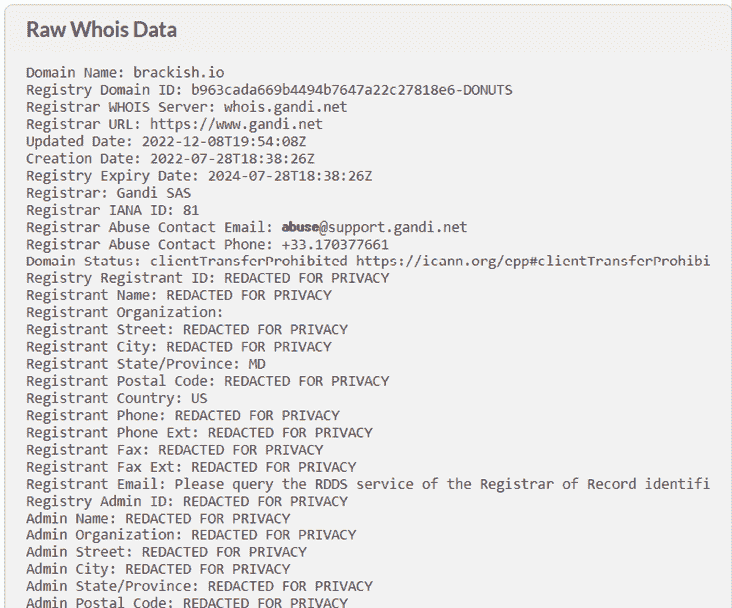 Raw Whois Data
Domain Name: brackish.io
Registry Domain ID: b963cada669b4494b7647a22c27818e6-DONUTS
Registrar WHOIS Server: whois.gandi.net
Registrar URL: https://www.gandi.net
Updated Date: 2022-12-08T19:54:08Z
Creation Date: 2022-07-28T18:38:26Z
Registry Expiry Date: 2024-07-28T18:38:26Z
Registrar: Gandi SAS
Registrar IANA ID: 81
Registrar Abuse Contact Email: abuse@support.gandi.net
Registrar Abuse Contact Phone: +33.170377661
Domain Status: clientTransferProhibited https://icann.org/epp#clientTransferProhibi
Registry Registrant ID: REDACTED FOR PRIVACY
Registrant Name: REDACTED FOR PRIVACY
Registrant Organization:
Registrant Street: REDACTED FOR PRIVACY
Registrant City: REDACTED FOR PRIVACY
Registrant State/Province: MD
Registrant Postal Code: REDACTED FOR PRIVACY
Registrant Country: US
Registrant Phone: REDACTED FOR PRIVACY
Registrant Phone Ext: REDACTED FOR PRIVACY
Registrant Fax: REDACTED FOR PRIVACY
Registrant Fax Ext: REDACTED FOR PRIVACY
Registrant Email: Please query the RDDS service of the Registrar of Record identifi
Registry Admin ID: REDACTED FOR PRIVACY
Admin Name: REDACTED FOR PRIVACY
Admin Organization: REDACTED FOR PRIVACY
Admin Street: REDACTED FOR PRIVACY
Admin City: REDACTED FOR PRIVACY
Admin State/Province: REDACTED FOR PRIVACY
Admin Postal Code: REDACTED FOR PRIVACY